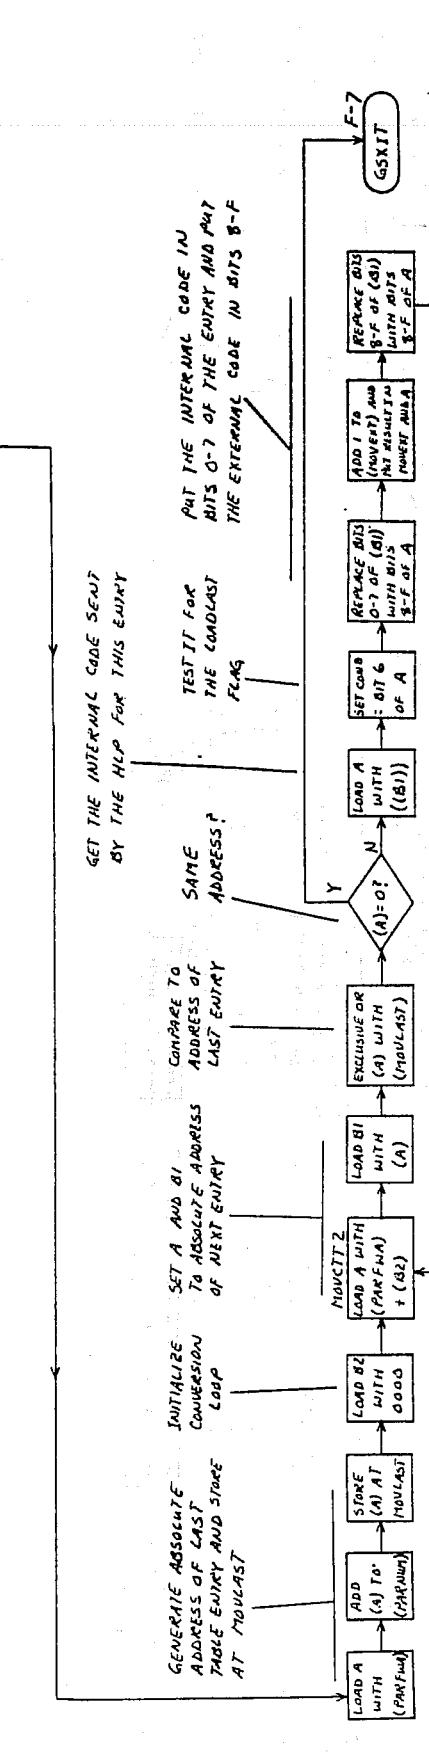 GENERATE ABSOLUTE
ADDRESS OF LAST
TABLE ENTRY AND STORE
AT MOVLAST
INITIALIZE
CONVERSION
LOOP
SET A AND B1
TO ABSOLUTE ADDRESS
OF NEXT ENTRY
COMPARE TO
ADDRESS OF
LAST ENTRY
SAME
ADDRESS?
GET THE INTERNAL CODE SENT
BY THE HLP FOR THIS ENTRY
TEST IT FOR
THE LOADLAST
FLAG
PUT THE INTERNAL CODE IN
BITS 0-7 OF THE ENTRY AND PUT
THE EXTERNAL CODE IN BITS 8-F
LOAD A
WITH
(PARFWA)
ADD
(A) TO
(PARNUM)
STORE
(A) AT
MOVLAST
LOAD B2
WITH
0000
MOVCTT2
LOAD A WITH
(PARFWA)
+ (B2)
LOAD B1
WITH
(A)
EXCLUSIVE OR
(A) WITH
(MOVLAST)
(A)=0?
Y
N
LOAD A
WITH
((B1))
SET COND
= BIT 6
OF A
REPLACE BITS
0-7 OF (B1)
WITH BITS
8-F OF A
ADD 1 TO
(MOVEXT) AND
PUT RESULT IN
MOVEXT AND A
REPLACE BITS
8-F OF (B1)
WITH BITS
8-F OF A
F-7
GSXIT